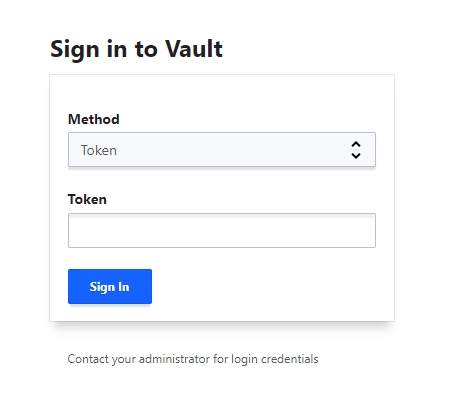 Sign in to Vault
Method
Token
Token
Sign In
Contact your administrator for login credentials